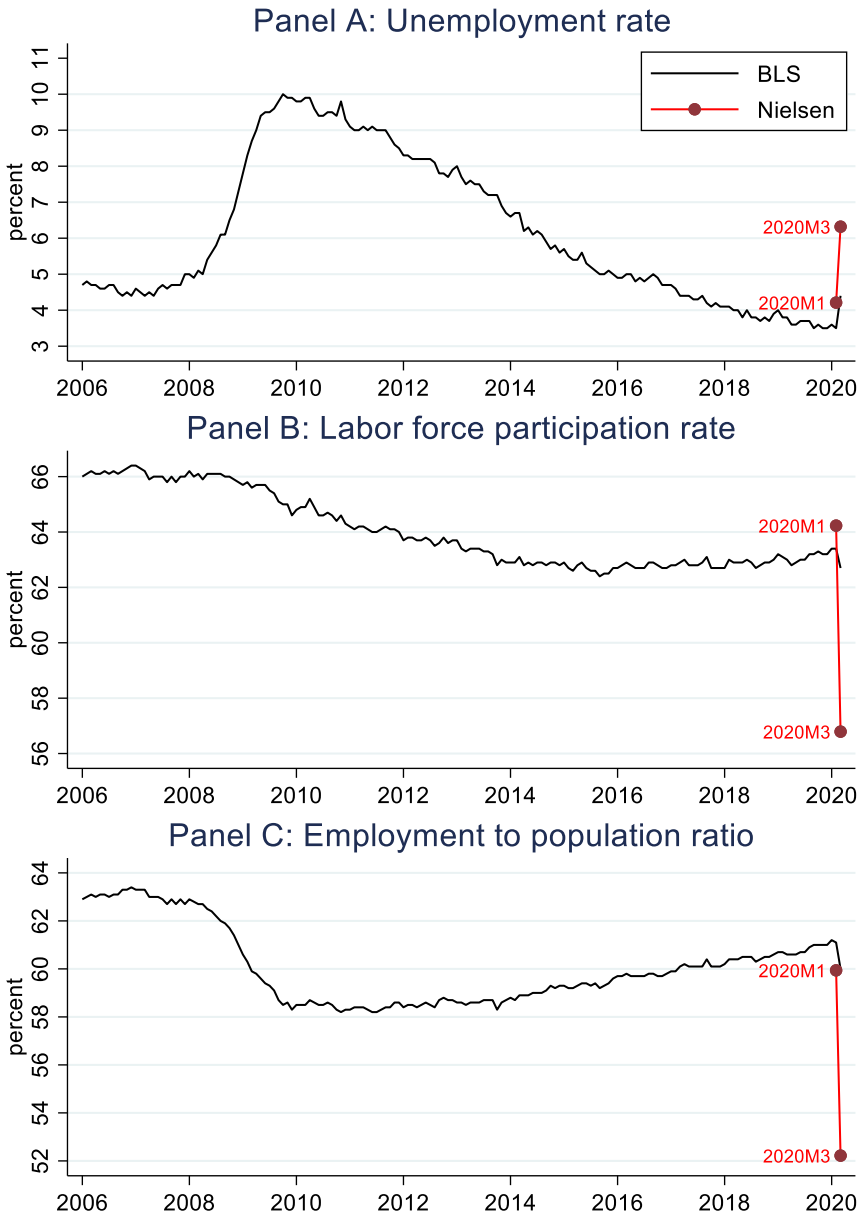 Panel A: Unemployment rate
percent
11
10
9
8
7
6
5
4
3
BLS
Nielsen
2020M3
2020M1
2006 2008 2010 2012 2014 2016 2018 2020
Panel B: Labor force participation rate
percent
66
64
62
60
58
56
2020M1
2020M3
2006 2008 2010 2012 2014 2016 2018 2020
Panel C: Employment to population ratio
percent
64
62
60
58
56
54
52
2020M1
2020M3
2006 2008 2010 2012 2014 2016 2018 2020